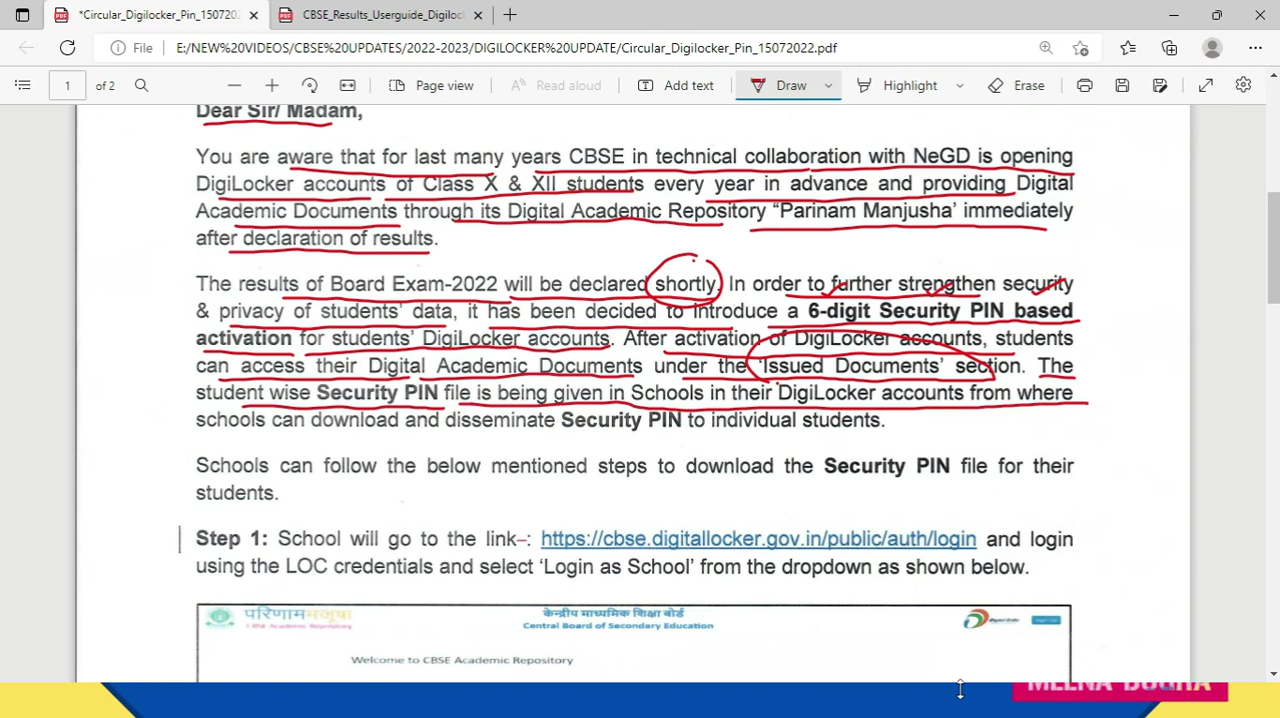 *Circular_Digilocker_Pin_1507202
CBSE_Results_Userguide_Digiloc
File
E:/NEW%20VIDEOS/CBSE%20UPDATES/2022-2023/DIGILOCKER%20UPDATE/Circular_Digilocker_Pin_15072022.pdf
1 of 2
Page view
Read aloud
Add text
Draw
Highlight
Erase
Dear Sir/ Madam,
You are aware that for last many years CBSE in technical collaboration with NeGD is opening
DigiLocker accounts of Class X & XII students every year in advance and providing Digital
Academic Documents through its Digital Academic Repository “Parinam Manjusha’ immediately
after declaration of results.
The results of Board Exam-2022 will be declared shortly. In order to further strengthen security
& privacy of students’ data, it has been decided to introduce a 6-digit Security PIN based
activation for students’ DigiLocker accounts. After activation of DigiLocker accounts, students
can access their Digital Academic Documents under the ‘Issued Documents’ section. The
student wise Security PIN file is being given in Schools in their DigiLocker accounts from where
schools can download and disseminate Security PIN to individual students.
Schools can follow the below mentioned steps to download the Security PIN file for their
students.
Step 1: School will go to the link–: https://cbse.digitallocker.gov.in/public/auth/login and login
using the LOC credentials and select ‘Login as School’ from the dropdown as shown below.
परिणाम मञ्जूषा
केन्द्रीय माध्यमिक शिक्षा बोर्ड
Central Board of Secondary Education
Welcome to CBSE Academic Repository